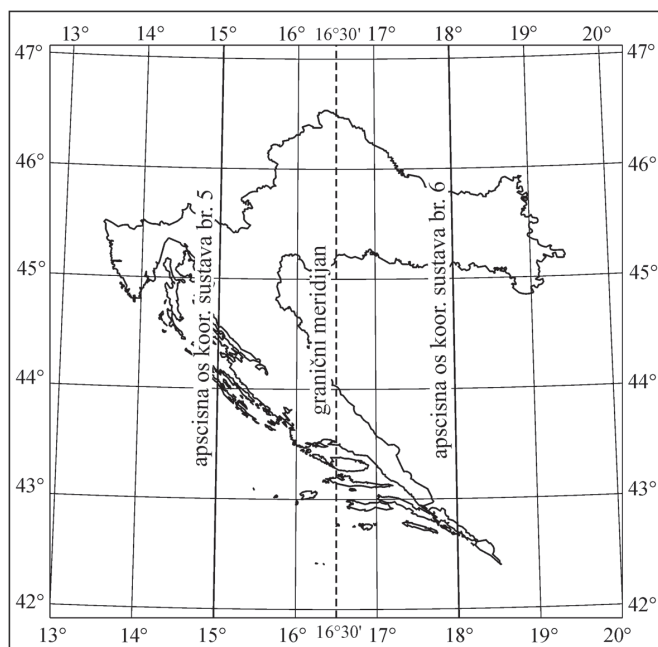 13° 14° 15° 16° 16°30' 17° 18° 19° 20°
47° 47°
46° 46°
45° 45°
44° 44°
43° 43°
42° 42°
apscisna os koor. sustava br. 5
granični meridijan
apscisna os koor. sustava br. 6
13° 14° 15° 16° 16°30' 17° 18° 19° 20°